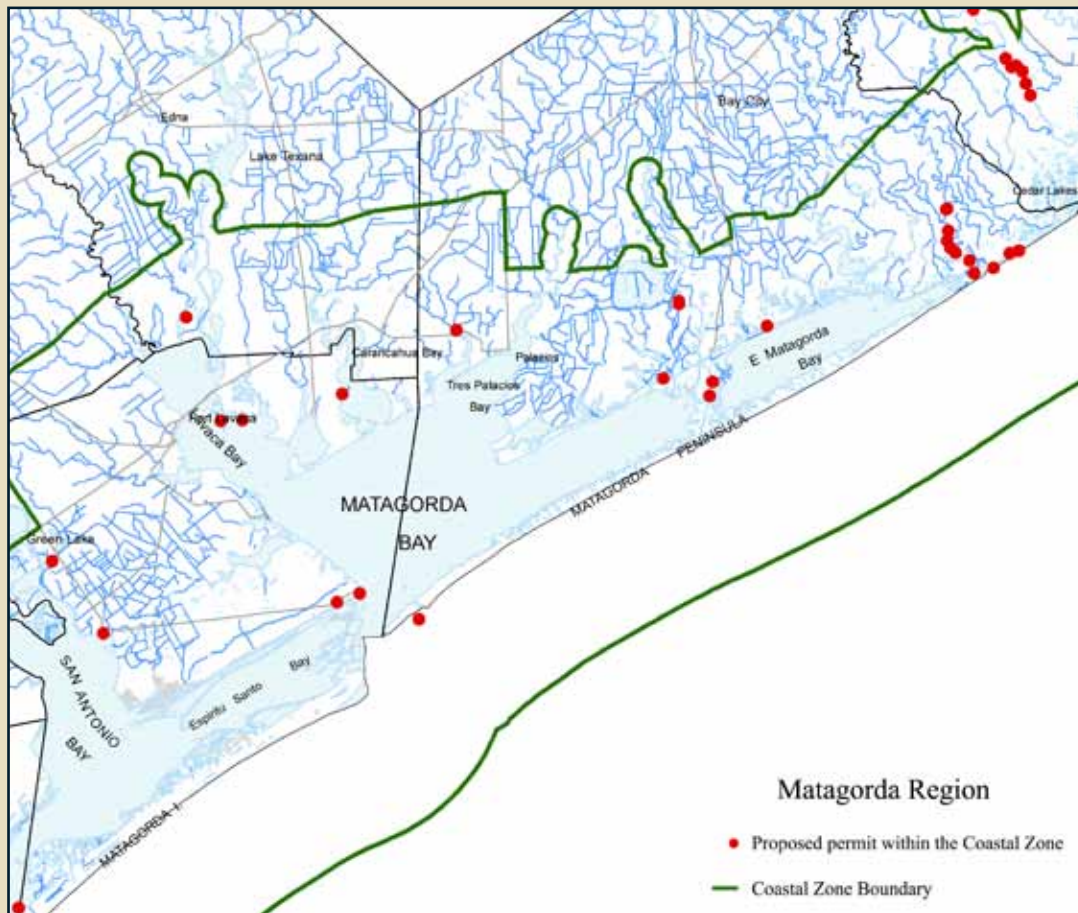 Bay City
Edna
Lake Texana
Cedar Lakes
Carancahua Bay
Palacios
E Matagorda
Bay
Tres Palacios
Bay
Port Lavaca
Lavaca Bay
MATAGORDA PENINSULA
MATAGORDA
BAY
Green Lake
SAN ANTONIO
BAY
Espiritu Santo Bay
MATAGORDA I.
Matagorda Region
Proposed permit within the Coastal Zone
Coastal Zone Boundary